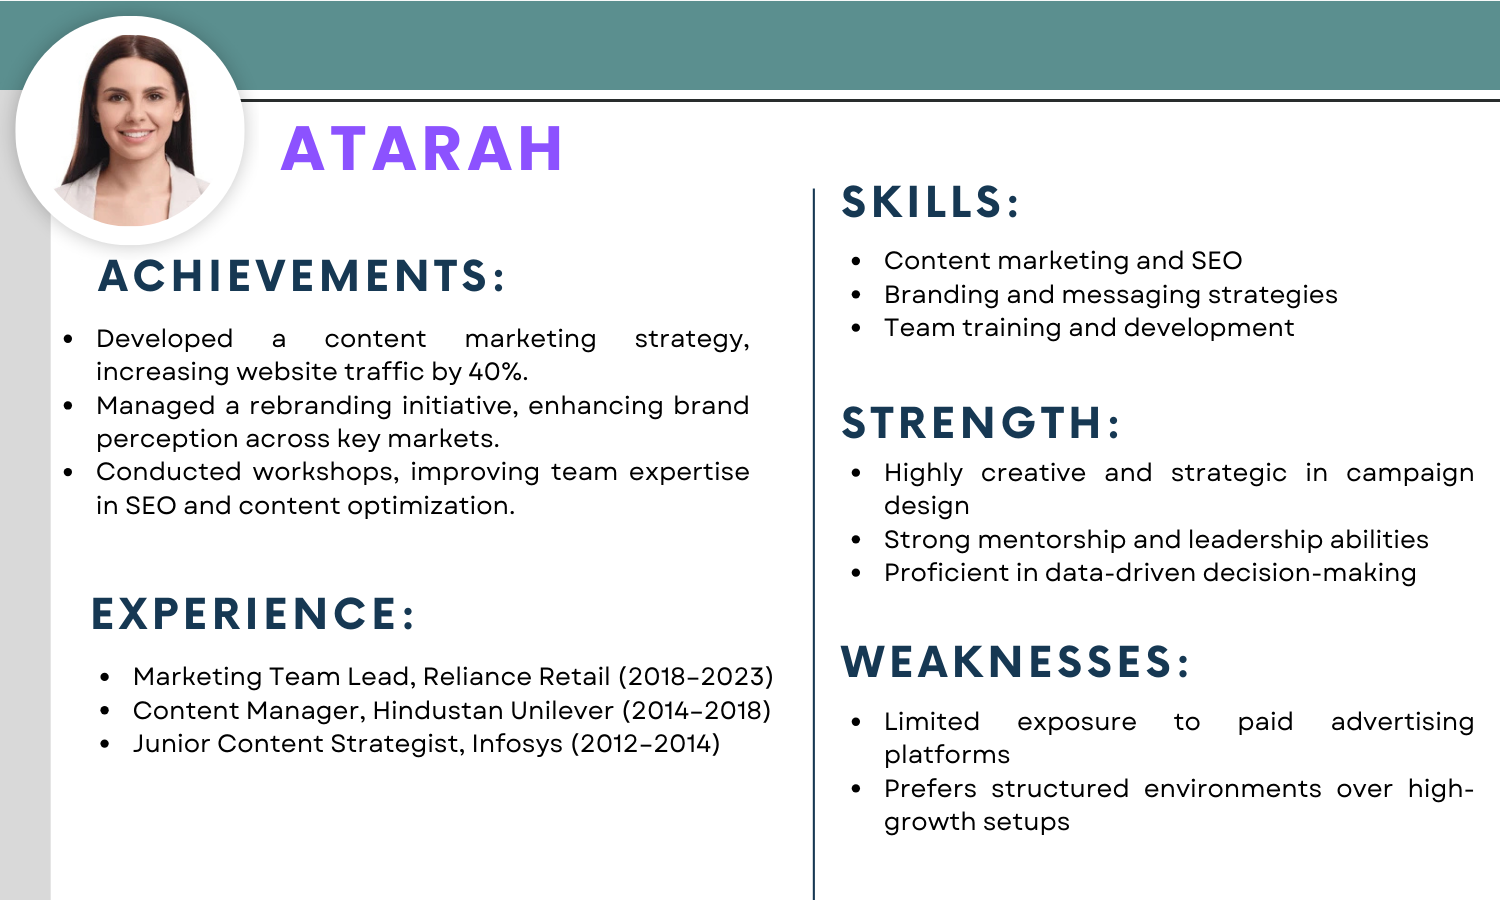 ATARAH
ACHIEVEMENTS:
• Developed a content marketing strategy,
increasing website traffic by 40%.
• Managed a rebranding initiative, enhancing brand
perception across key markets.
• Conducted workshops, improving team expertise
in SEO and content optimization.
EXPERIENCE:
• Marketing Team Lead, Reliance Retail (2018–2023)
• Content Manager, Hindustan Unilever (2014–2018)
• Junior Content Strategist, Infosys (2012–2014)
SKILLS:
• Content marketing and SEO
• Branding and messaging strategies
• Team training and development
STRENGTH:
• Highly creative and strategic in campaign
design
• Strong mentorship and leadership abilities
• Proficient in data-driven decision-making
WEAKNESSES:
• Limited exposure to paid advertising
platforms
• Prefers structured environments over high-
growth setups